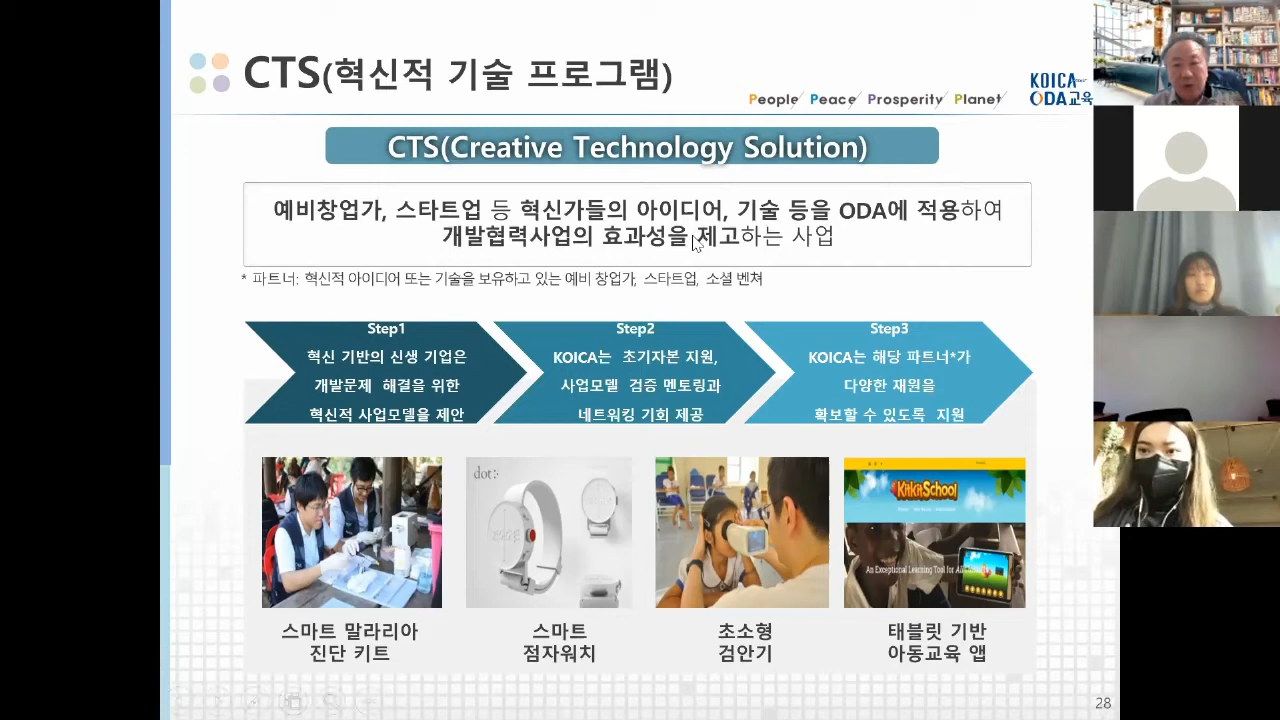 CTS(혁신적 기술 프로그램)
People Peace Prosperity Planet
KOICA
ODA교육
CTS(Creative Technology Solution)
예비창업가, 스타트업 등 혁신가들의 아이디어, 기술 등을 ODA에 적용하여
개발협력사업의 효과성을 제고하는 사업
* 파트너: 혁신적 아이디어 또는 기술을 보유하고 있는 예비 창업가, 스타트업, 소셜 벤쳐
Step1
혁신 기반의 신생 기업은
개발문제 해결을 위한
혁신적 사업모델을 제안
Step2
KOICA는 초기자본 지원,
사업모델 검증 멘토링과
네트워킹 기회 제공
Step3
KOICA는 해당 파트너*가
다양한 재원을
확보할 수 있도록 지원
dot
KitkitSchool
An Exceptional Learning Tool for
스마트 말라리아
진단 키트
스마트
점자워치
초소형
검안기
태블릿 기반
아동교육 앱
28